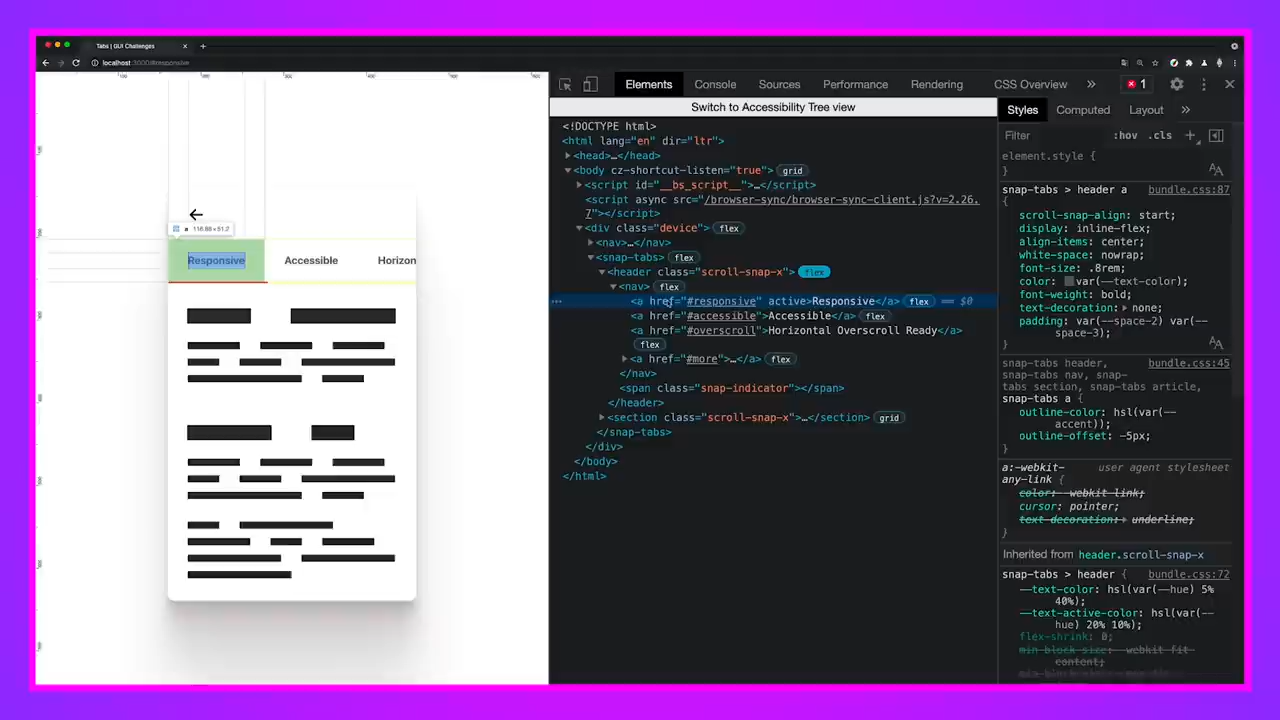 Tabs | GUI Challenges
localhost:3000/#responsive
Elements Console Sources Performance Rendering CSS Overview » 1
Switch to Accessibility Tree view
<!DOCTYPE html>
<html lang="en" dir="ltr">
<head>…</head>
<body cz-shortcut-listen="true"> grid
<script id="__bs_script__">…</script>
<script async src="/browser-sync/browser-sync-client.js?v=2.26.
7"></script>
<div class="device"> flex
<nav>…</nav>
<snap-tabs> flex
<header class="scroll-snap-x"> flex
<nav> flex
<a href="#responsive" active>Responsive</a> flex == $0
<a href="#accessible">Accessible</a> flex
<a href="#overscroll">Horizontal Overscroll Ready</a>
flex
<a href="#more">…</a> flex
</nav>
<span class="snap-indicator"></span>
</header>
<section class="scroll-snap-x">…</section> grid
</snap-tabs>
</div>
</body>
</html>
a 116.88×51.2
Responsive Accessible Horizon
Styles Computed Layout »
Filter :hov .cls +
element.style {
}
snap-tabs > header a bundle.css:87
{
scroll-snap-align: start;
display: inline-flex;
align-items: center;
white-space: nowrap;
font-size: .8rem;
color: var(--text-color);
font-weight: bold;
text-decoration: none;
padding: var(--space-2) var(--
space-3);
}
snap-tabs header, bundle.css:45
snap-tabs nav, snap-
tabs section, snap-tabs article,
snap-tabs a {
outline-color: hsl(var(--
accent));
outline-offset: -5px;
}
a:-webkit- user agent stylesheet
any-link {
color: -webkit-link;
cursor: pointer;
text-decoration: underline;
}
Inherited from header.scroll-snap-x
snap-tabs > header { bundle.css:72
--text-color: hsl(var(--hue) 5%
40%);
--text-active-color: hsl(var(--
hue) 20% 10%);
flex-shrink: 0;
min-block-size: -webkit-fit-
content;